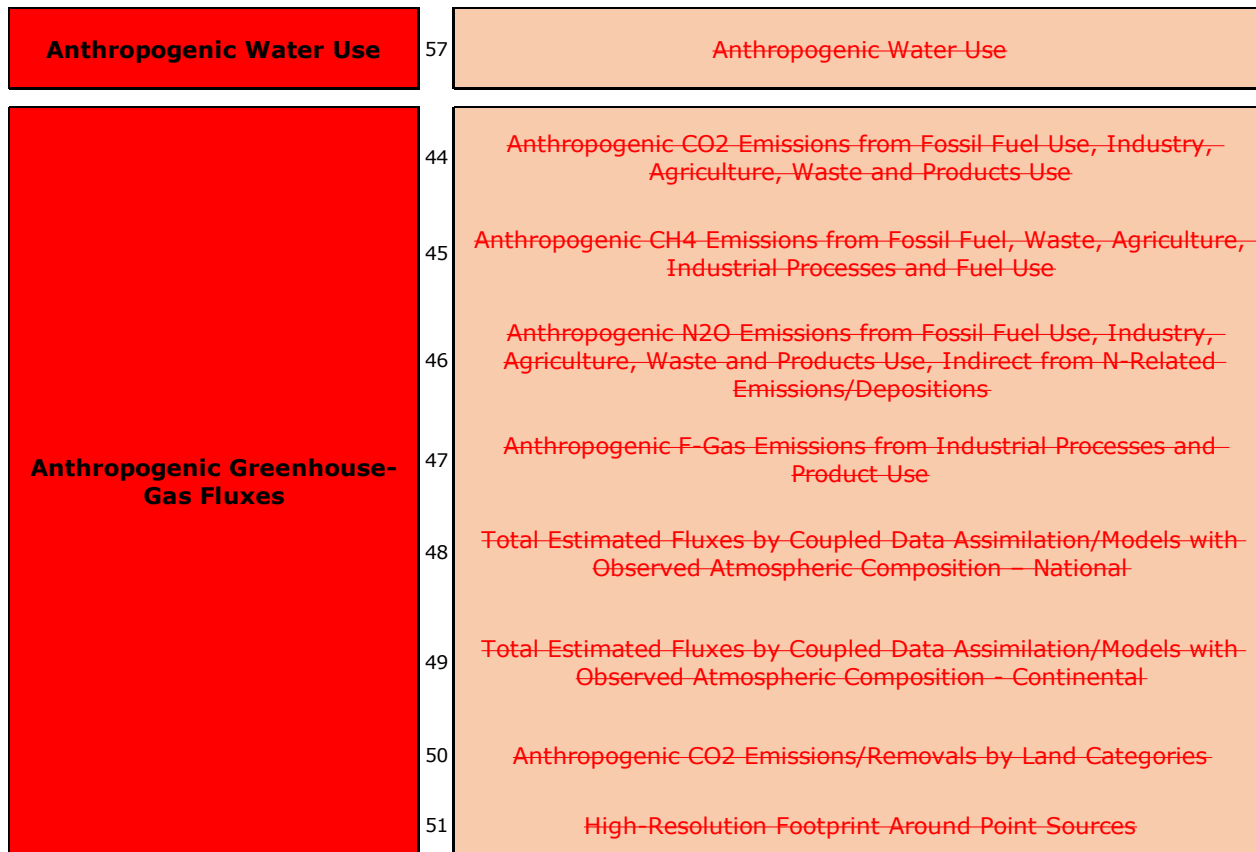 Anthropogenic Water Use
57
Anthropogenic Water Use
Anthropogenic Greenhouse-
Gas Fluxes
44
Anthropogenic CO2 Emissions from Fossil Fuel Use, Industry,
Agriculture, Waste and Products Use
45
Anthropogenic CH4 Emissions from Fossil Fuel, Waste, Agriculture,
Industrial Processes and Fuel Use
46
Anthropogenic N2O Emissions from Fossil Fuel Use, Industry,
Agriculture, Waste and Products Use, Indirect from N-Related
Emissions/Depositions
47
Anthropogenic F-Gas Emissions from Industrial Processes and
Product Use
48
Total Estimated Fluxes by Coupled Data Assimilation/Models with
Observed Atmospheric Composition – National
49
Total Estimated Fluxes by Coupled Data Assimilation/Models with
Observed Atmospheric Composition - Continental
50
Anthropogenic CO2 Emissions/Removals by Land Categories
51
High-Resolution Footprint Around Point Sources